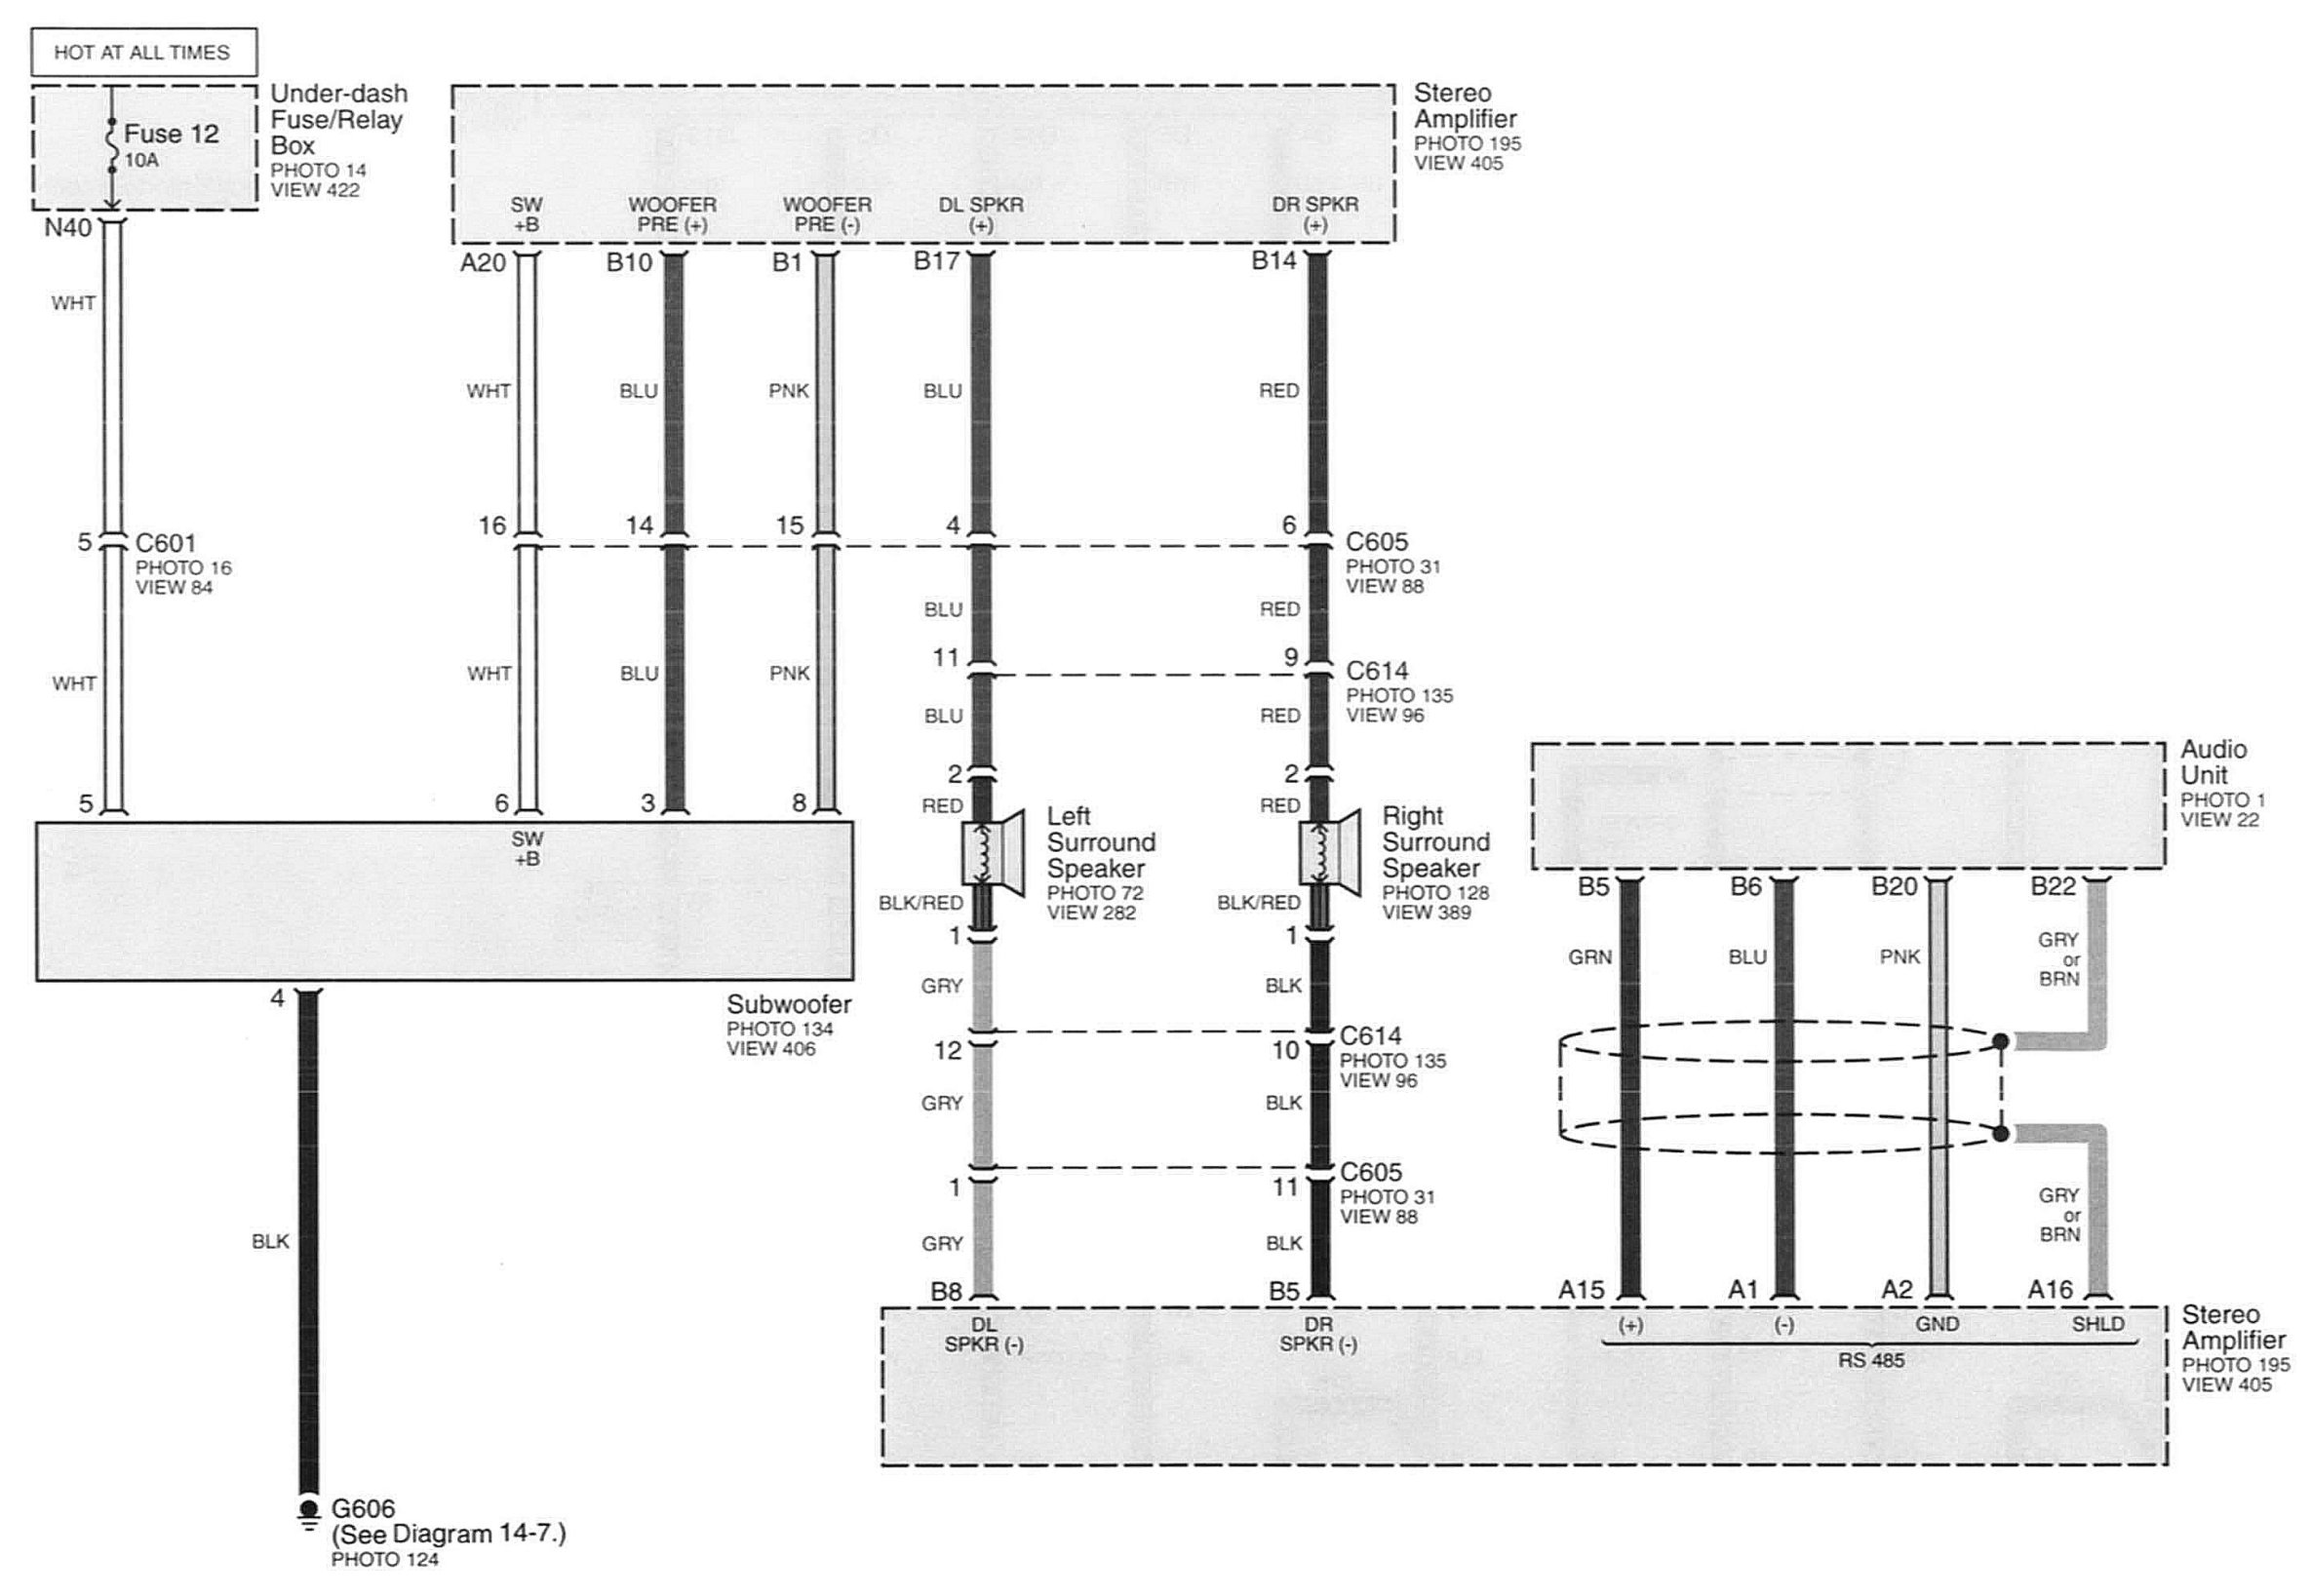 HOT AT ALL TIMES
Fuse 12
10A
Under-dash
Fuse/Relay
Box
PHOTO 14
VIEW 422
N40
WHT
5
C601
PHOTO 16
VIEW 84
WHT
5
Stereo
Amplifier
PHOTO 195
VIEW 405
SW
+B
WOOFER
PRE (+)
WOOFER
PRE (-)
DL SPKR
(+)
DR SPKR
(+)
A20
B10
B1
B17
B14
WHT
BLU
PNK
BLU
RED
16
14
15
4
6
C605
PHOTO 31
VIEW 88
BLU
RED
11
9
C614
PHOTO 135
VIEW 96
WHT
BLU
PNK
BLU
RED
2
2
6
3
8
RED
RED
SW
+B
Left
Surround
Speaker
PHOTO 72
VIEW 282
Right
Surround
Speaker
PHOTO 128
VIEW 389
BLK/RED
BLK/RED
1
1
4
Subwoofer
PHOTO 134
VIEW 406
GRY
BLK
C614
PHOTO 135
VIEW 96
12
10
GRY
BLK
C605
PHOTO 31
VIEW 88
1
11
GRY
BLK
B8
B5
BLK
G606
(See Diagram 14-7.)
PHOTO 124
Audio
Unit
PHOTO 1
VIEW 22
B5
B6
B20
B22
GRN
BLU
PNK
GRY
or
BRN
GRY
or
BRN
A15
A1
A2
A16
DL
SPKR (-)
DR
SPKR (-)
(+)
(-)
GND
SHLD
RS 485
Stereo
Amplifier
PHOTO 195
VIEW 405